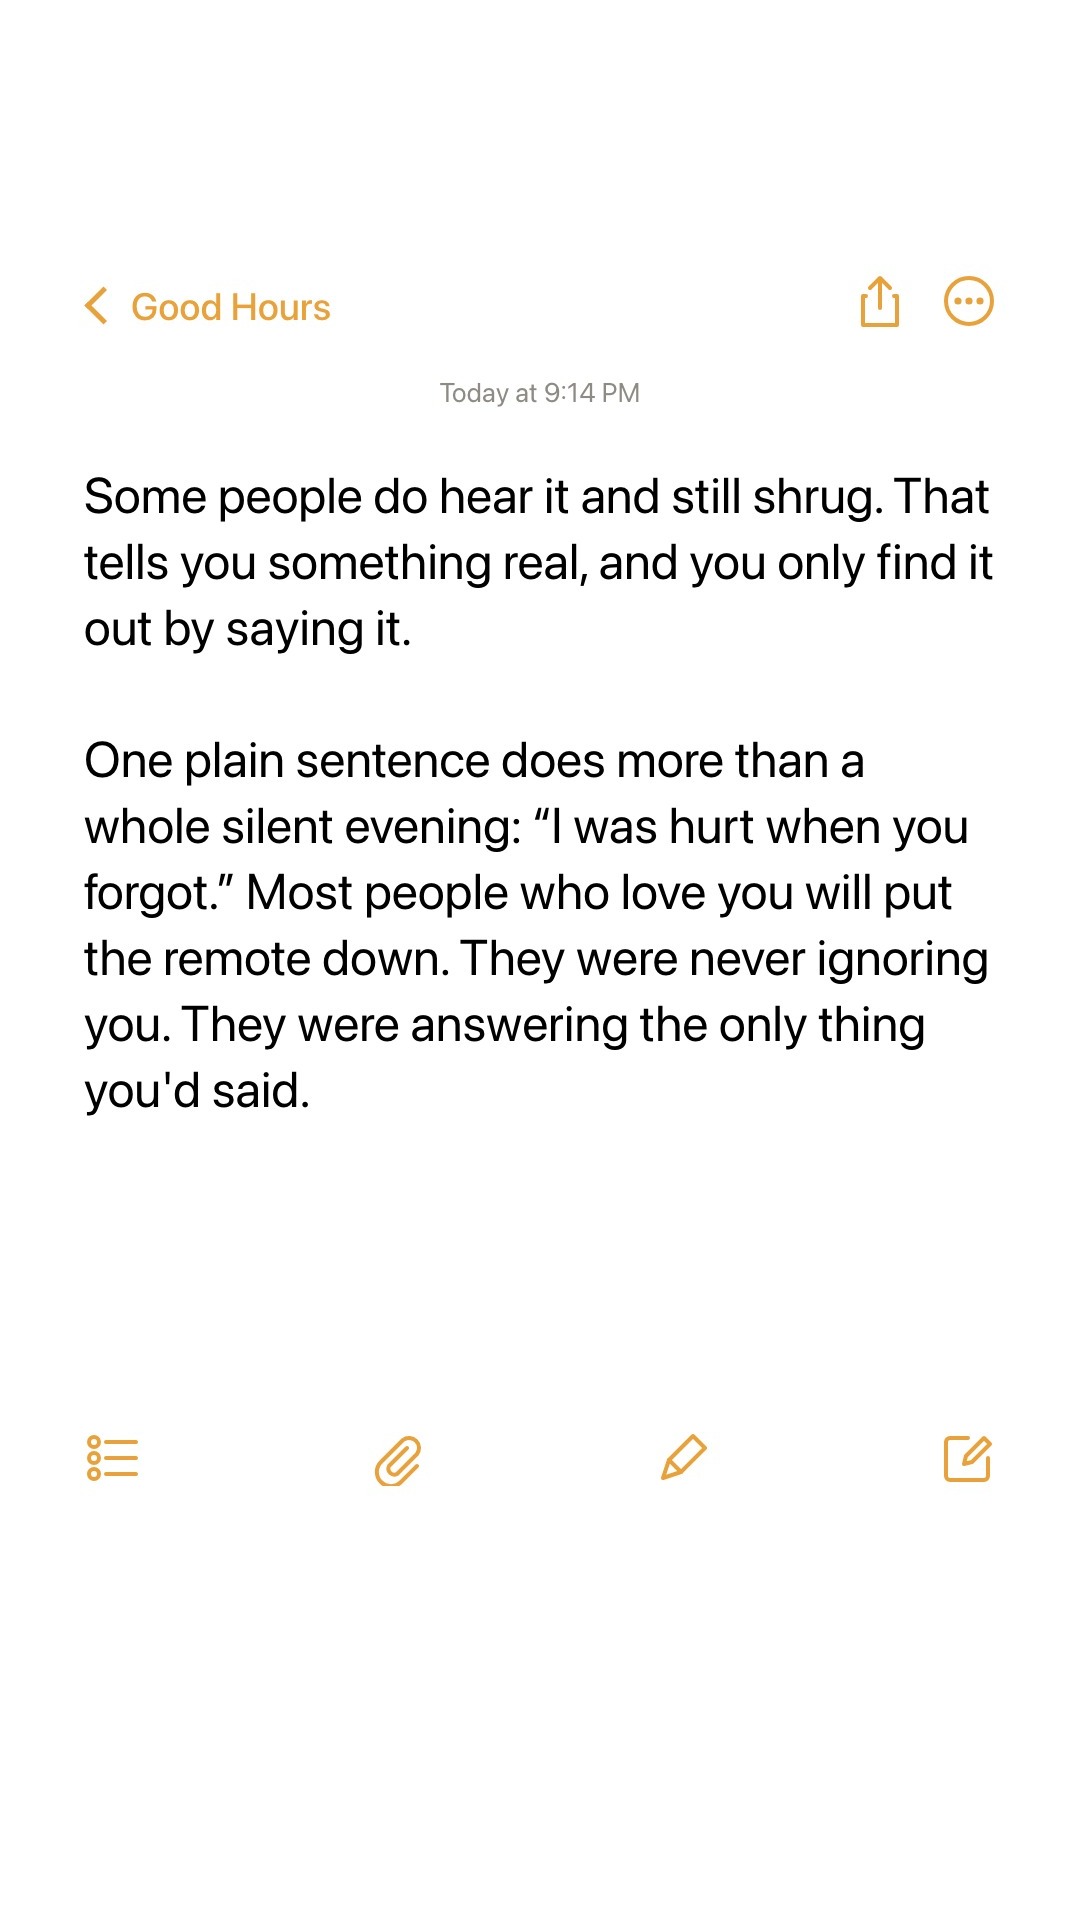 Good Hours
Today at 9:14 PM
Some people do hear it and still shrug. That
tells you something real, and you only find it
out by saying it.
One plain sentence does more than a
whole silent evening: “I was hurt when you
forgot.” Most people who love you will put
the remote down. They were never ignoring
you. They were answering the only thing
you'd said.